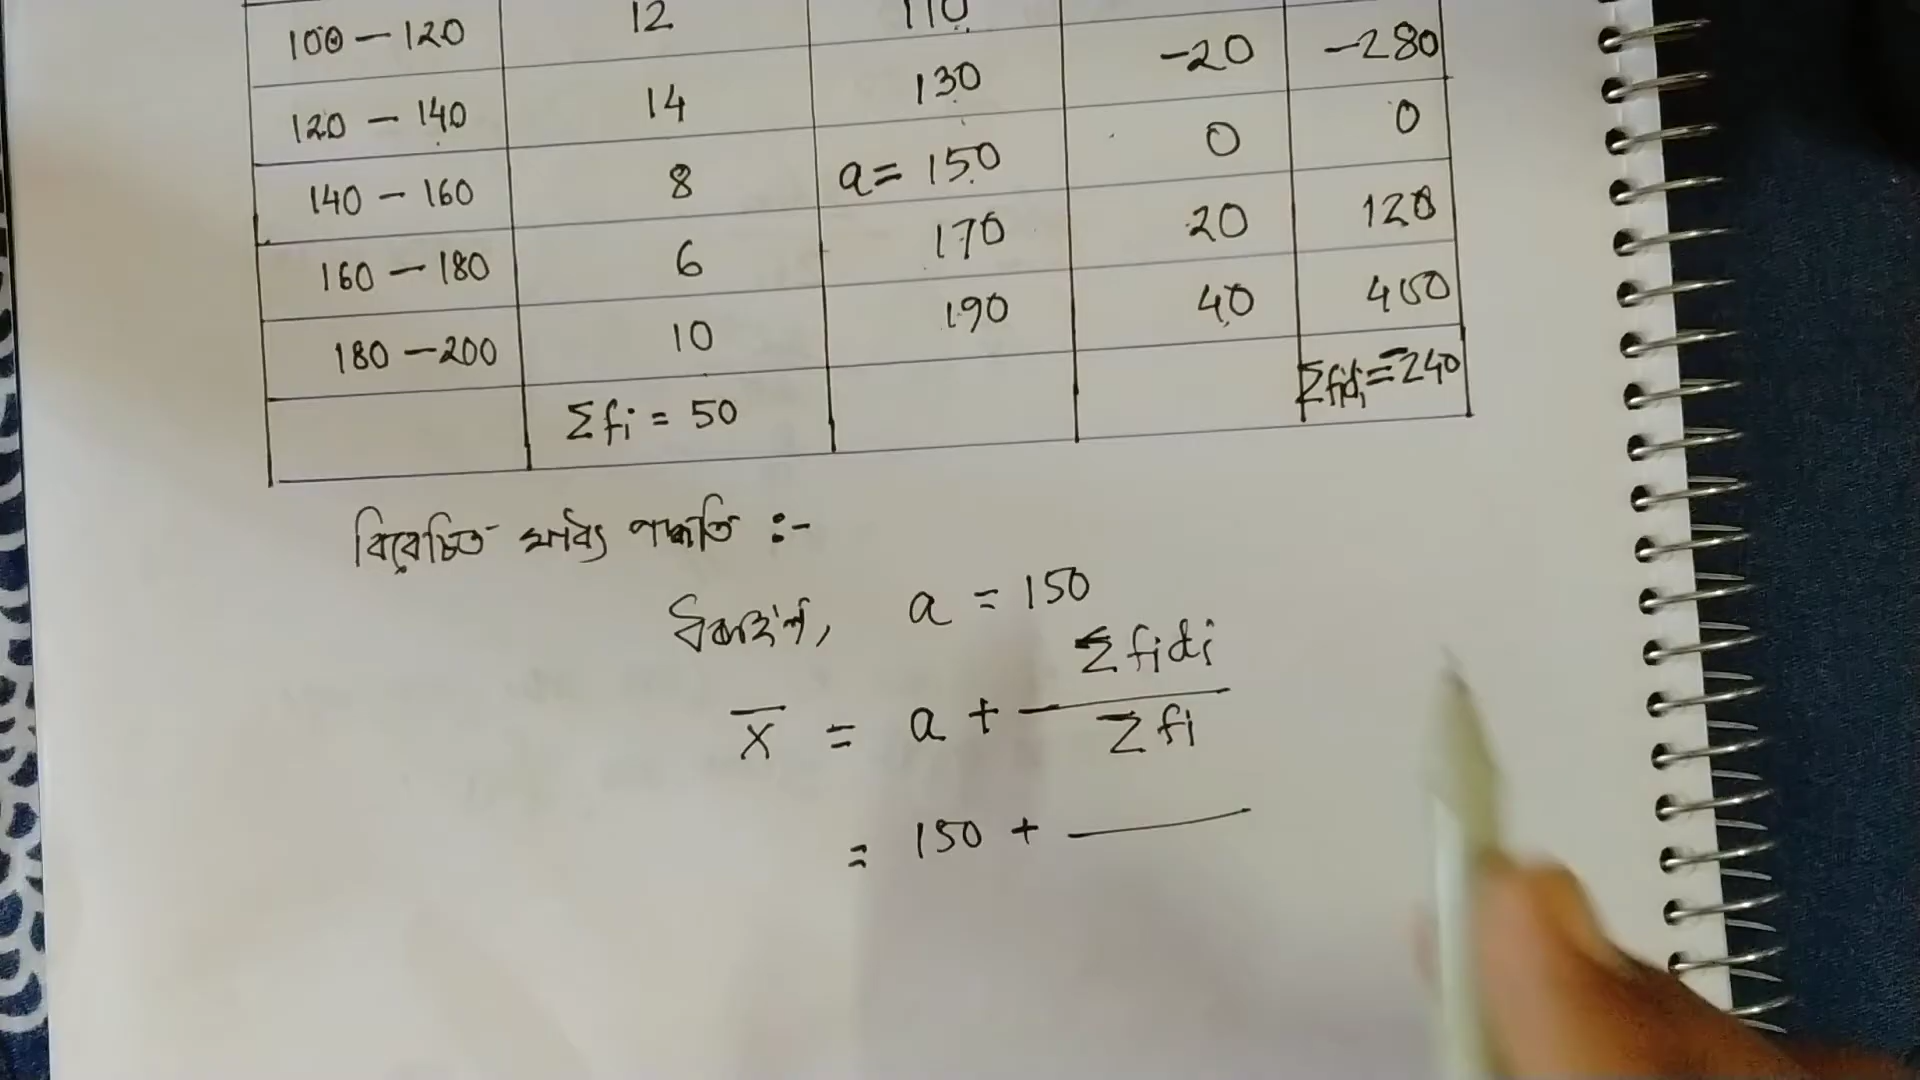 100 – 120 12 110
120 – 140 14 130 -20 -280
140 – 160 8 a = 150 0 0
160 – 180 6 170 20 120
180 – 200 10 190 40 400
Σfi = 50 Σfidi = -240
বিবেচিত মাধ্য পদ্ধতি :-
ধরাহ'ল, a = 150
Σfidi
x̄ = a + ―――
Σfi
= 150 + ―――